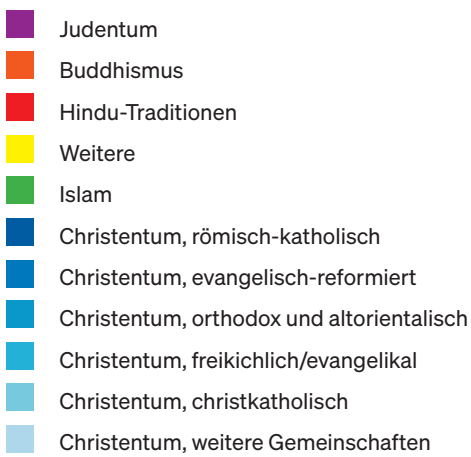 Judentum
Buddhismus
Hindu-Traditionen
Weitere
Islam
Christentum, römisch-katholisch
Christentum, evangelisch-reformiert
Christentum, orthodox und altorientalisch
Christentum, freikichlich/evangelikal
Christentum, christkatholisch
Christentum, weitere Gemeinschaften